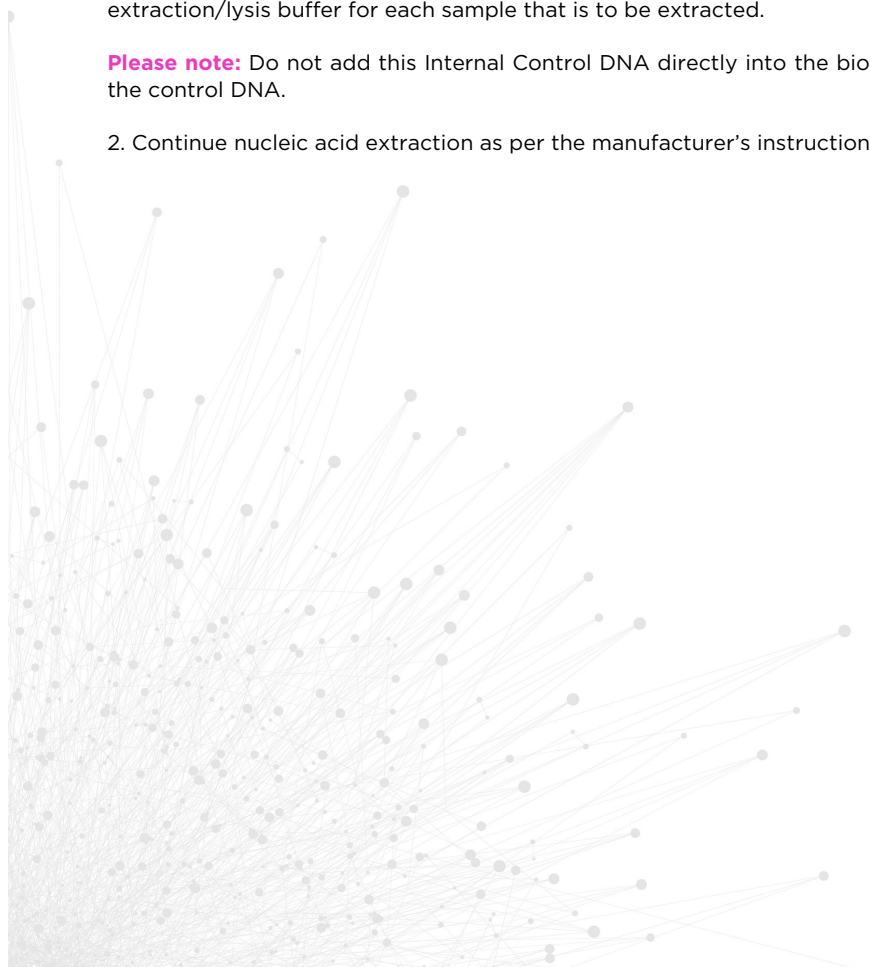 extraction/lysis buffer for each sample that is to be extracted.
Please note: Do not add this Internal Control DNA directly into the bio
the control DNA.
2. Continue nucleic acid extraction as per the manufacturer’s instruction